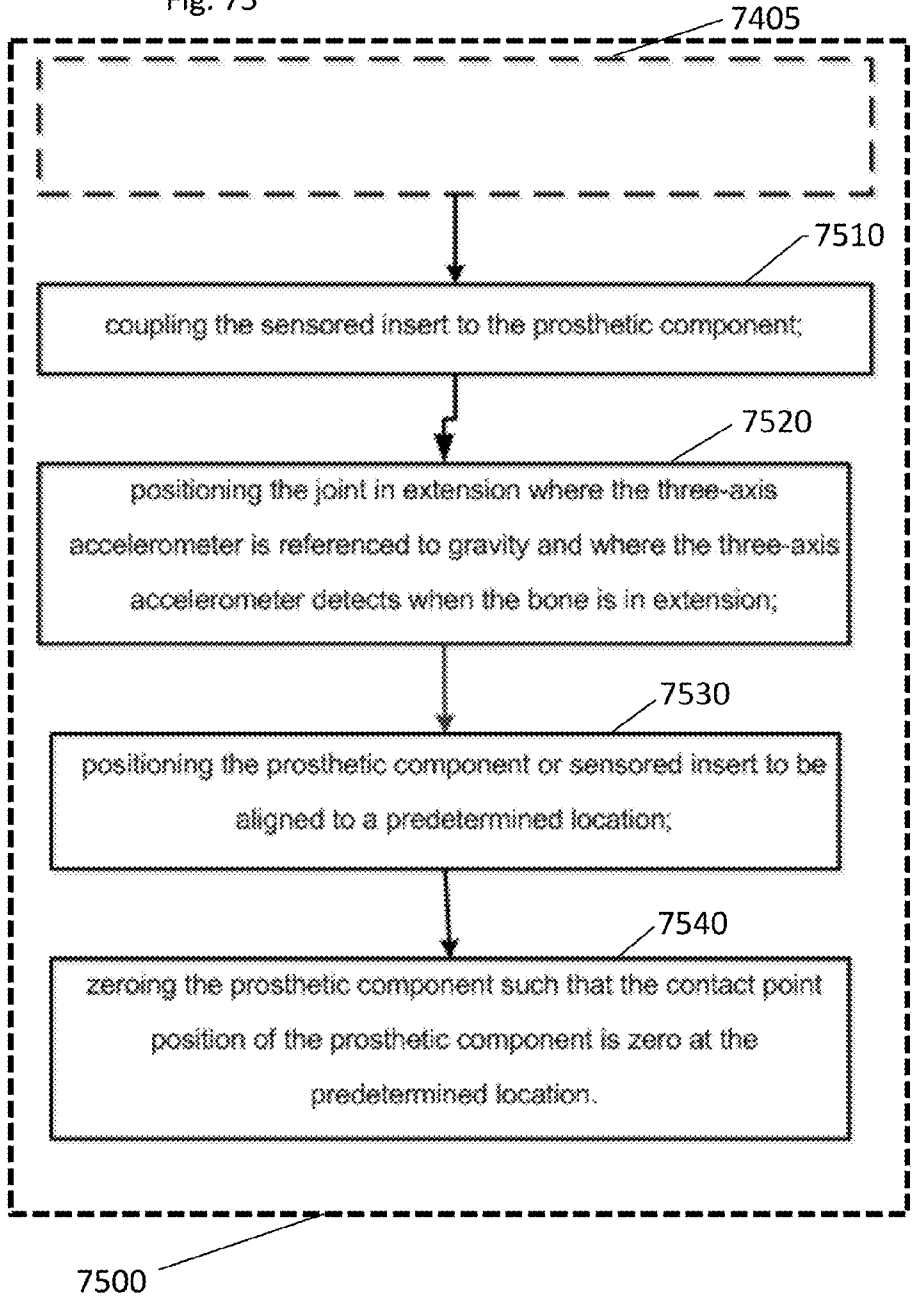 Fig. 75
7405
7510
coupling the sensored insert to the prosthetic component;
7520
positioning the joint in extension where the three-axis
accelerometer is referenced to gravity and where the three-axis
accelerometer detects when the bone is in extension;
7530
positioning the prosthetic component or sensored insert to be
aligned to a predetermined location;
7540
zeroing the prosthetic component such that the contact point
position of the prosthetic component is zero at the
predetermined location.
7500